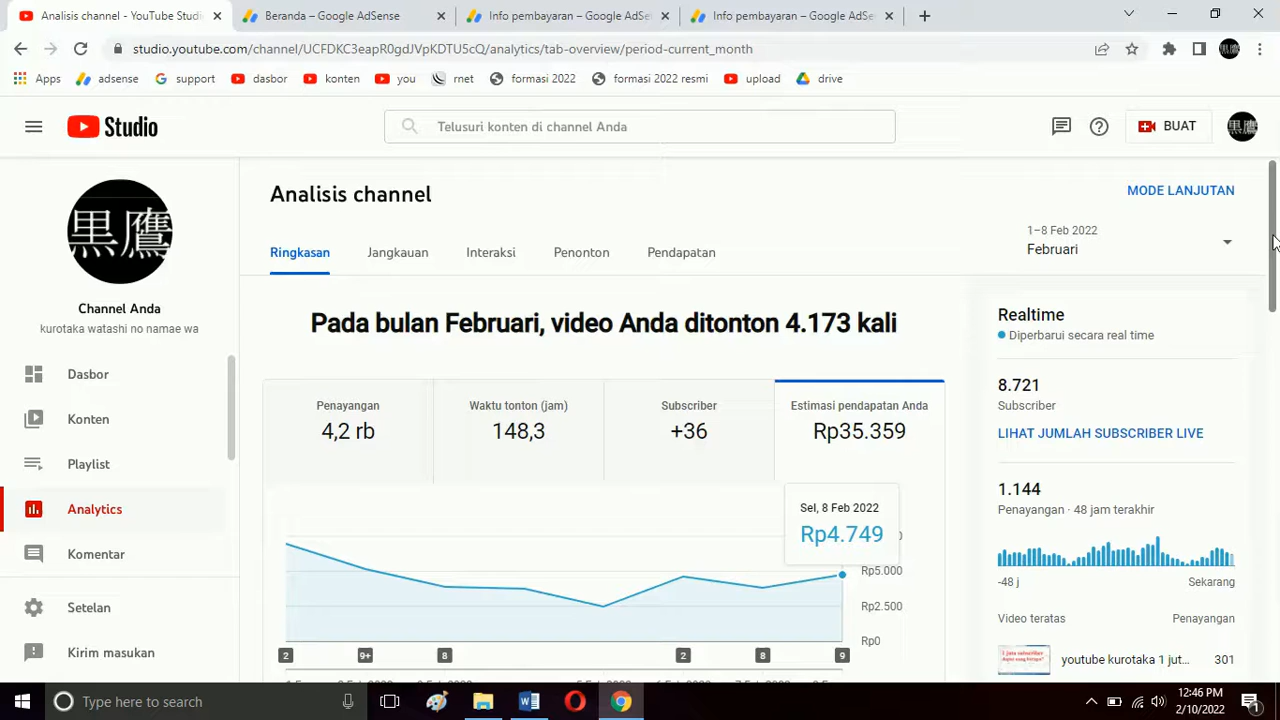 Analisis channel - YouTube Studi
Beranda – Google AdSense
Info pembayaran – Google AdSe
Info pembayaran – Google AdSe
studio.youtube.com/channel/UCFDKC3eapR0gdJVpKDTU5cQ/analytics/tab-overview/period-current_month
Apps adsense support dasbor konten you rnet formasi 2022 formasi 2022 resmi upload drive
Studio
Telusuri konten di channel Anda
BUAT
黒鷹
黒鷹
Channel Anda
kurotaka watashi no namae wa
Dasbor
Konten
Playlist
Analytics
Komentar
Setelan
Kirim masukan
Analisis channel
MODE LANJUTAN
Ringkasan Jangkauan Interaksi Penonton Pendapatan
1–8 Feb 2022
Februari
Pada bulan Februari, video Anda ditonton 4.173 kali
Penayangan
4,2 rb
Waktu tonton (jam)
148,3
Subscriber
+36
Estimasi pendapatan Anda
Rp35.359
Sel, 8 Feb 2022
Rp4.749
Rp5.000
Rp2.500
Rp0
2 9+ 8 2 8 9
Realtime
Diperbarui secara real time
8.721
Subscriber
LIHAT JUMLAH SUBSCRIBER LIVE
1.144
Penayangan · 48 jam terakhir
-48 j Sekarang
Video teratas Penayangan
youtube kurotaka 1 jut... 301
Type here to search
12:46 PM
2/10/2022
1